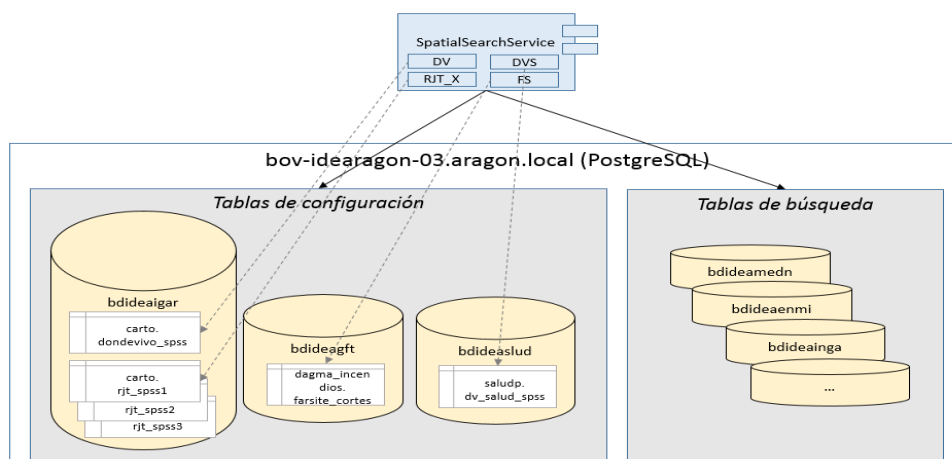 SpatialSearchService
DV
DVS
RJT_X
FS
bov-idearagon-03.aragon.local (PostgreSQL)
Tablas de configuración
Tablas de búsqueda
bdideaigar
carto.
dondevivo_spss
carto.
rjt_spss1
rjt_spss2
rjt_spss3
bdideagft
dagma_incen
dios.
farsite_cortes
bdideaslud
saludp.
dv_salud_spss
bdideamedn
bdideaenmi
bdideainga
...